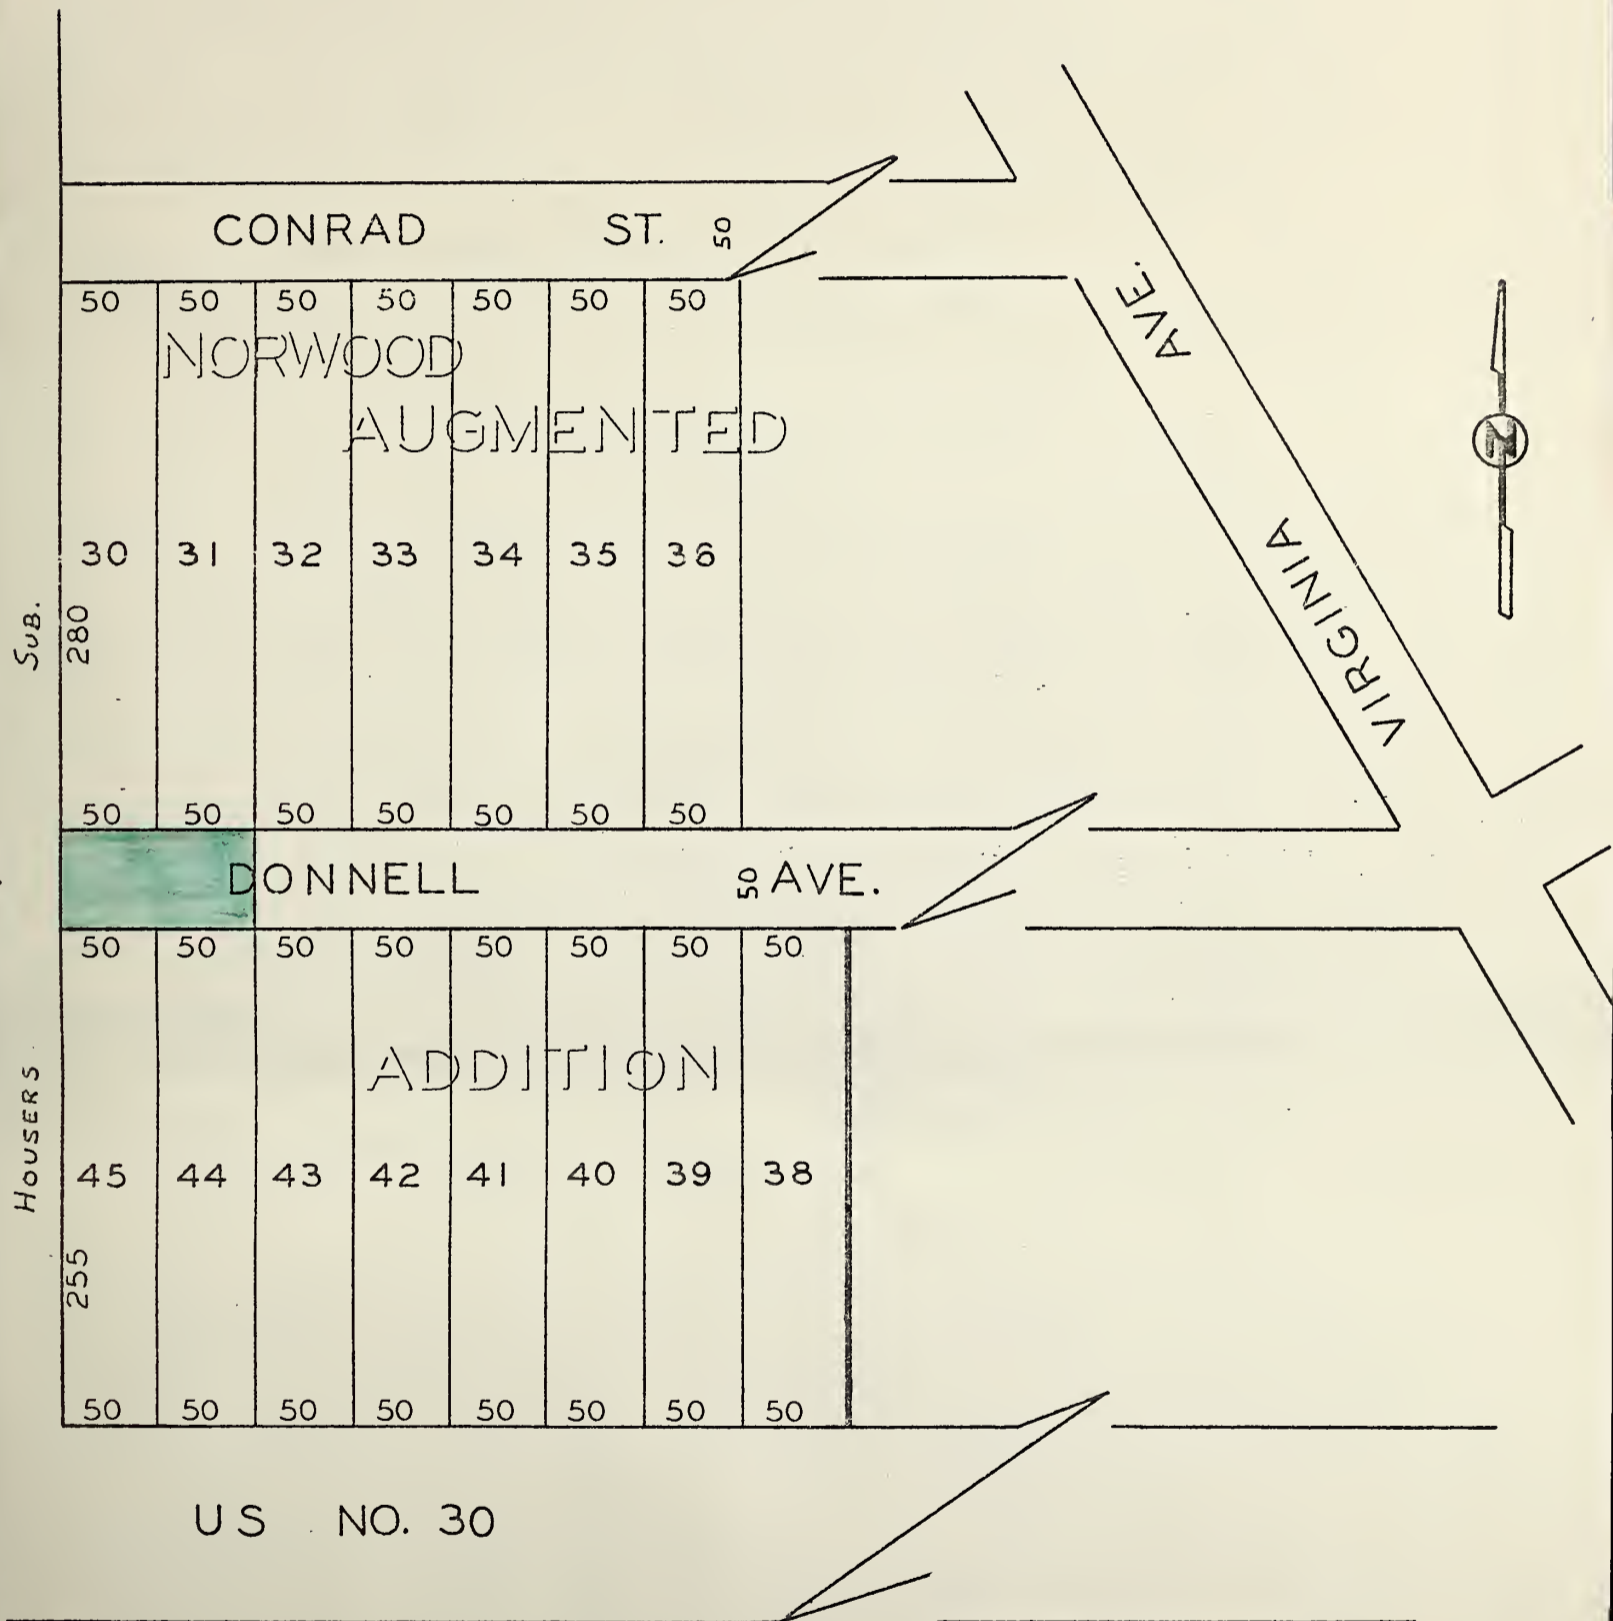 CONRAD ST. 50
50 50 50 50 50 50 50
NORWOOD
AUGMENTED
AVE.
AVE
N
30 31 32 33 34 35 36
VIRGINIA
SUB.
280
50 50 50 50 50 50 50
DONNELL 50 AVE.
50 50 50 50 50 50 50 50
ADDITION
HOUSERS
45 44 43 42 41 40 39 38
255
50 50 50 50 50 50 50 50
US NO. 30